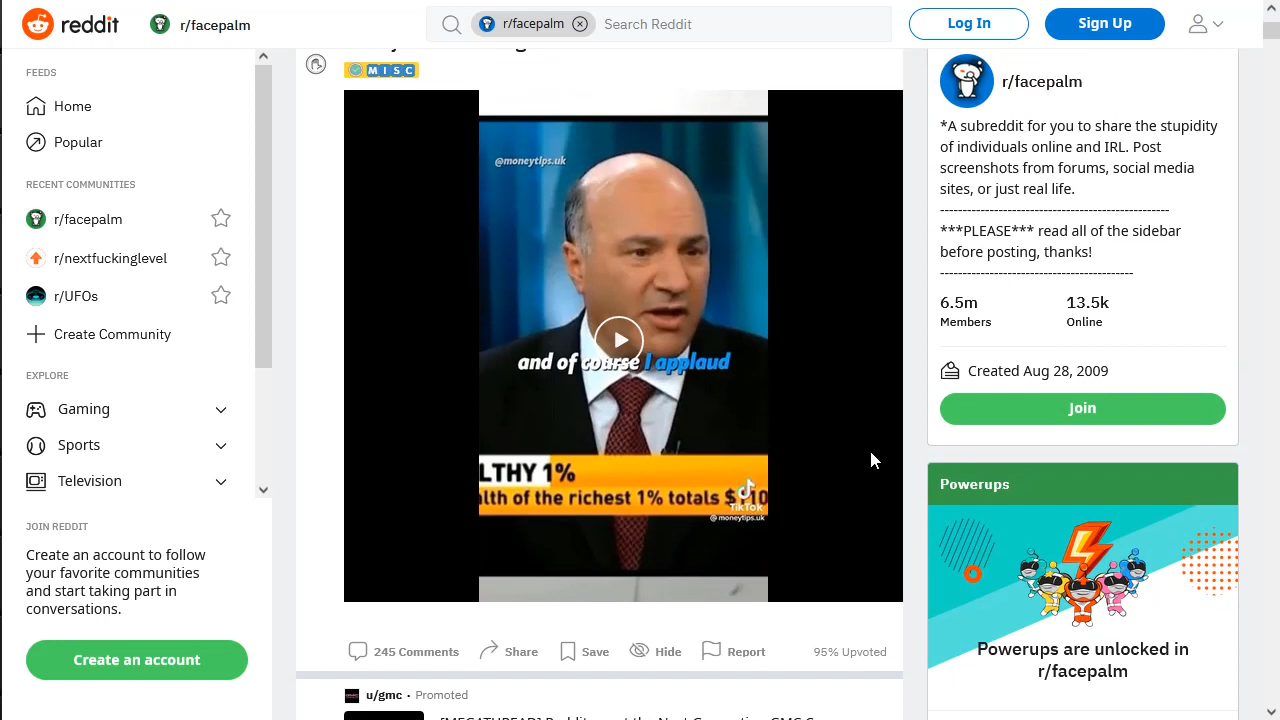 reddit
r/facepalm
r/facepalm
Search Reddit
Log In
Sign Up
FEEDS
Home
Popular
RECENT COMMUNITIES
r/facepalm
r/nextfuckinglevel
r/UFOs
Create Community
EXPLORE
Gaming
Sports
Television
JOIN REDDIT
Create an account to follow
your favorite communities
and start taking part in
conversations.
Create an account
MISC
@moneytips.uk
and of course I applaud
LTHY 1%
lth of the richest 1% totals $110
TikTok
@moneytips.uk
245 Comments
Share
Save
Hide
Report
95% Upvoted
u/gmc • Promoted
r/facepalm
*A subreddit for you to share the stupidity
of individuals online and IRL. Post
screenshots from forums, social media
sites, or just real life.
--------------------------------------------------
***PLEASE*** read all of the sidebar
before posting, thanks!
------------------------------------------
6.5m
Members
13.5k
Online
Created Aug 28, 2009
Join
Powerups
Powerups are unlocked in
r/facepalm